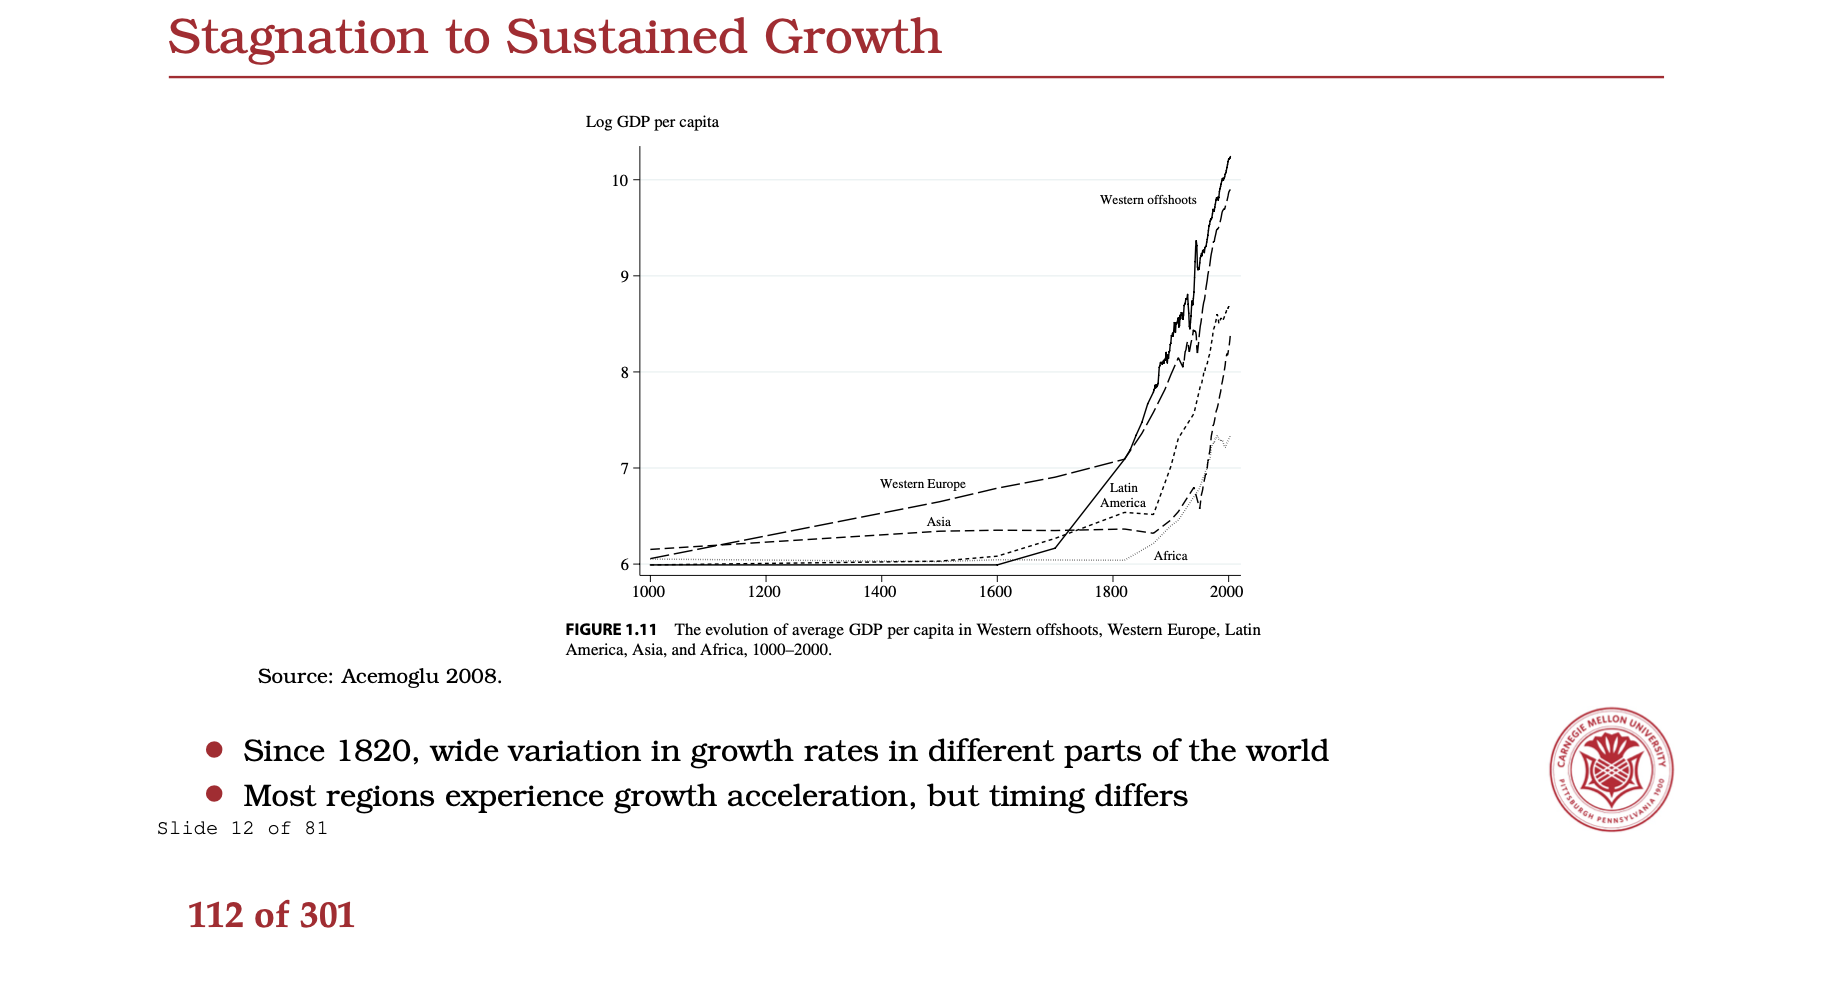 Stagnation to Sustained Growth
Log GDP per capita
10
9
8
7
6
Western offshoots
Western Europe
Asia
Latin
America
Africa
1000 1200 1400 1600 1800 2000
FIGURE 1.11 The evolution of average GDP per capita in Western offshoots, Western Europe, Latin
America, Asia, and Africa, 1000–2000.
Source: Acemoglu 2008.
Since 1820, wide variation in growth rates in different parts of the world
Most regions experience growth acceleration, but timing differs
CARNEGIE MELLON UNIVERSITY
PITTSBURGH PENNSYLVANIA 1900
Slide 12 of 81
112 of 301